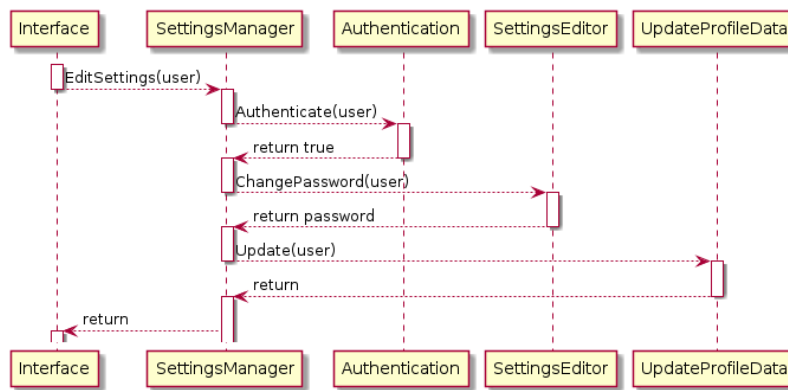 Interface SettingsManager Authentication SettingsEditor UpdateProfileData
EditSettings(user)
Authenticate(user)
return true
ChangePassword(user)
return password
Update(user)
return
return
Interface SettingsManager Authentication SettingsEditor UpdateProfileData